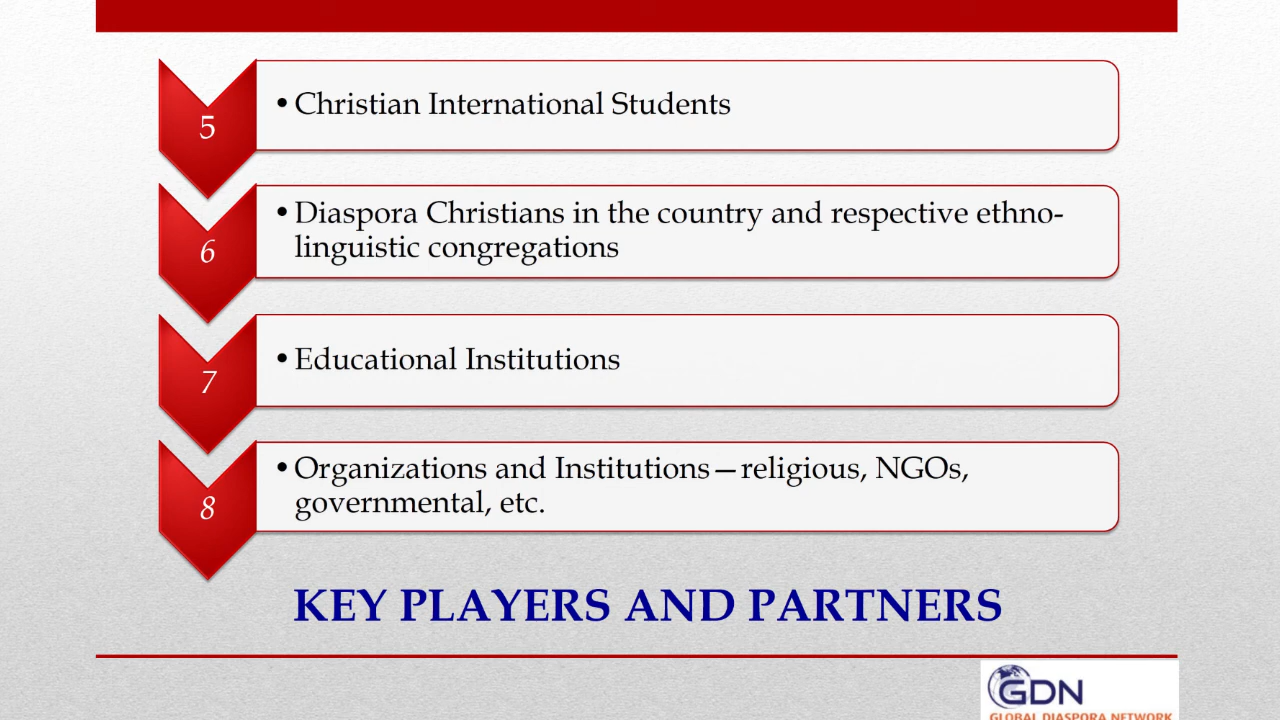 5
• Christian International Students
6
• Diaspora Christians in the country and respective ethno-
linguistic congregations
7
• Educational Institutions
8
• Organizations and Institutions—religious, NGOs,
governmental, etc.
KEY PLAYERS AND PARTNERS
GDN
GLOBAL DIASPORA NETWORK